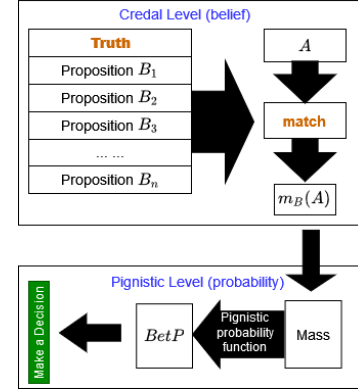 Credal Level (belief)
Truth
Proposition B₁
Proposition B₂
Proposition B₃
... ...
Proposition Bₙ
A
match
m_B(A)
Pignistic Level (probability)
Make a Decision
BetP
Pignistic
probability
function
Mass